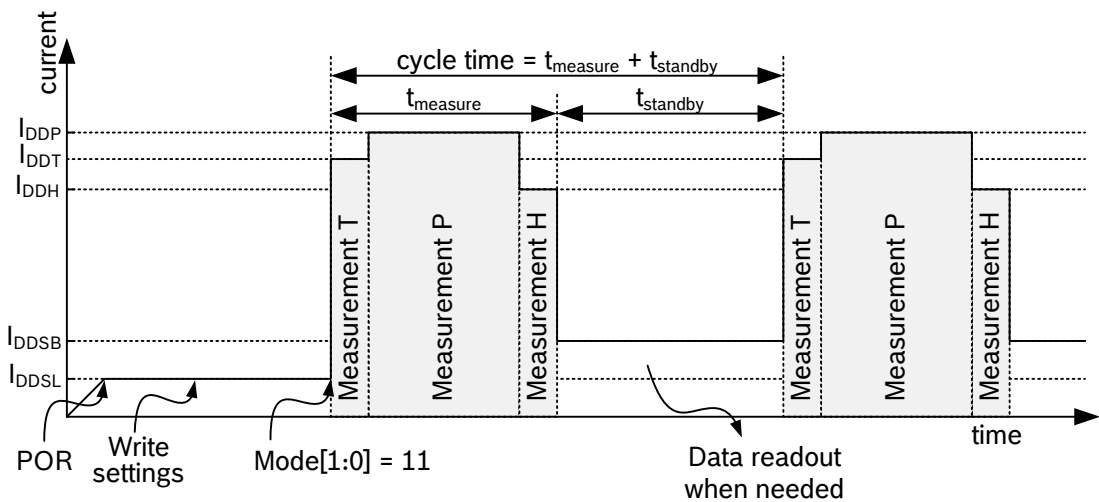 current
cycle time = tmeasure + tstandby
tmeasure
tstandby
IDDP
IDDT
IDDH
IDDSB
IDDSL
Measurement T
Measurement P
Measurement H
Measurement T
Measurement P
Measurement H
time
POR
Write
settings
Mode[1:0] = 11
Data readout
when needed